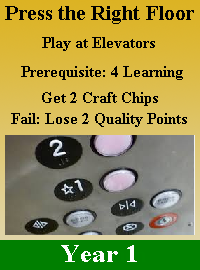 Press the Right Floor
Play at Elevators
Prerequisite: 4 Learning
Get 2 Craft Chips
Fail: Lose 2 Quality Points
2
☆1
Year 1